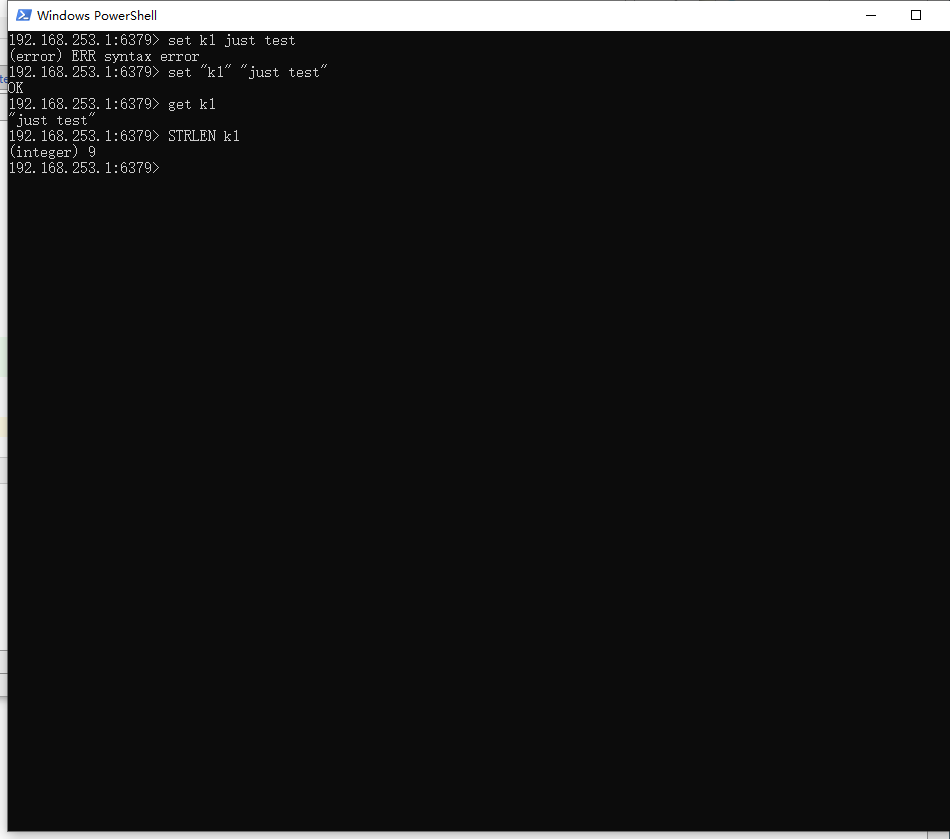 Windows PowerShell
192.168.253.1:6379> set k1 just test
(error) ERR syntax error
192.168.253.1:6379> set "k1" "just test"
OK
192.168.253.1:6379> get k1
"just test"
192.168.253.1:6379> STRLEN k1
(integer) 9
192.168.253.1:6379>